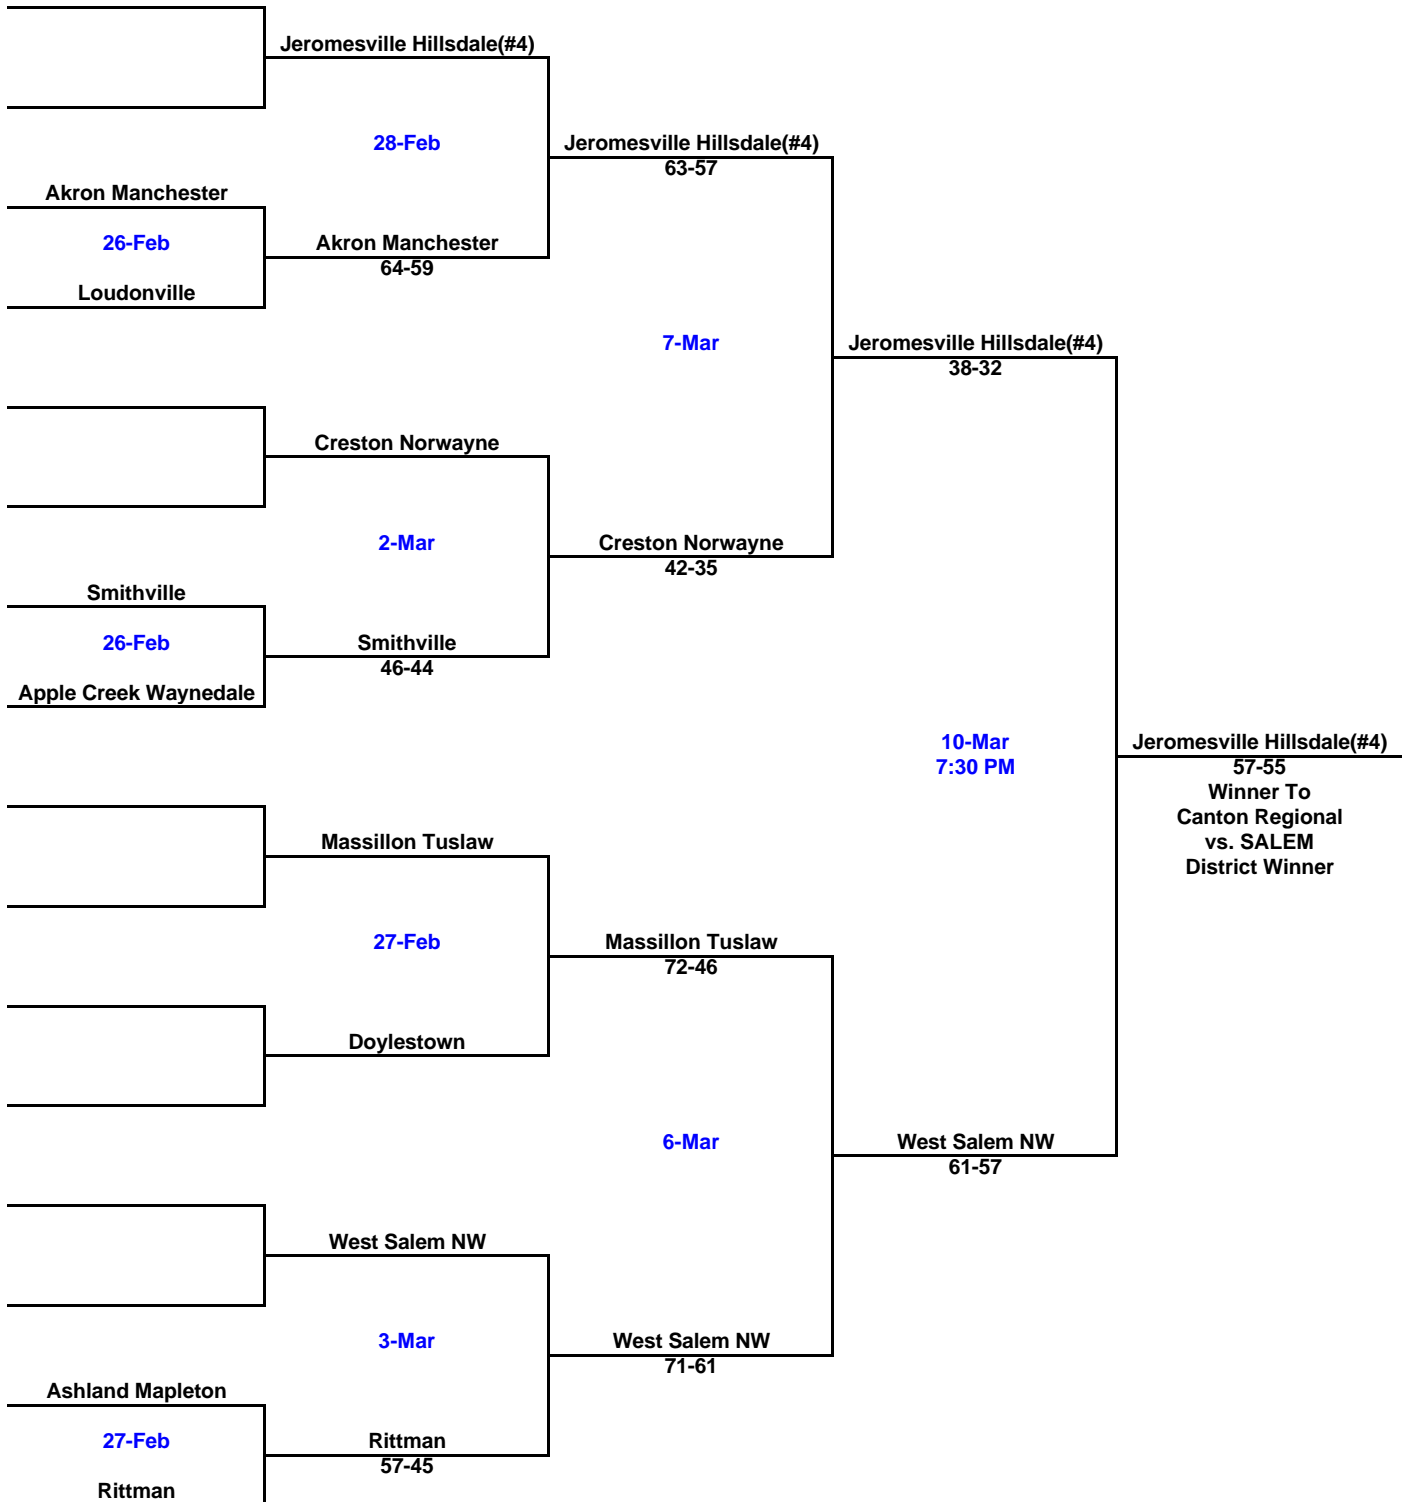 Jeromesville Hillsdale(#4)
28-Feb
Jeromesville Hillsdale(#4)
63-57
Akron Manchester
26-Feb
Akron Manchester
64-59
Loudonville
7-Mar
Jeromesville Hillsdale(#4)
38-32
Creston Norwayne
2-Mar
Creston Norwayne
42-35
Smithville
26-Feb
Smithville
46-44
Apple Creek Waynedale
10-Mar
7:30 PM
Jeromesville Hillsdale(#4)
57-55
Winner To
Canton Regional
vs. SALEM
District Winner
Massillon Tuslaw
27-Feb
Massillon Tuslaw
72-46
Doylestown
6-Mar
West Salem NW
61-57
West Salem NW
3-Mar
West Salem NW
71-61
Ashland Mapleton
27-Feb
Rittman
57-45
Rittman